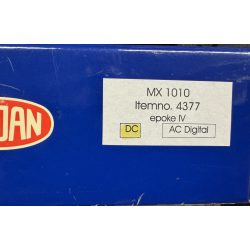 MX 1010
Itemno. 4377
epoke IV
DC AC Digital
JAN